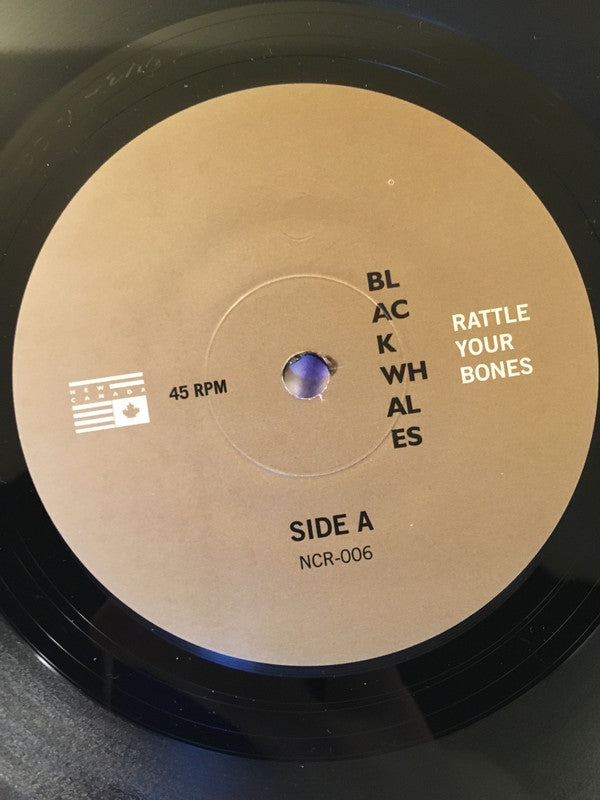 NEW
CANADA
45 RPM
BL
AC
K
WH
AL
ES
RATTLE
YOUR
BONES
SIDE A
NCR-006